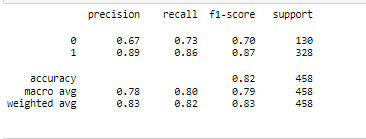 precision recall f1-score support
0 0.67 0.73 0.70 130
1 0.89 0.86 0.87 328
accuracy 0.82 458
macro avg 0.78 0.80 0.79 458
weighted avg 0.83 0.82 0.83 458